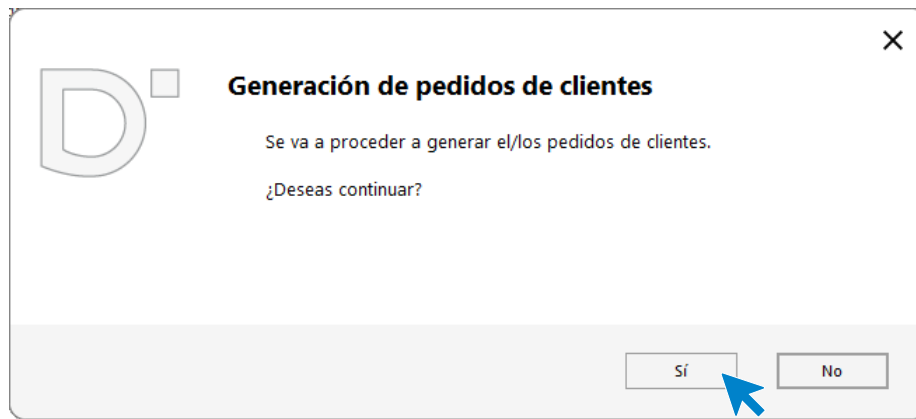 Generación de pedidos de clientes
Se va a proceder a generar el/los pedidos de clientes.
¿Deseas continuar?
Sí
No